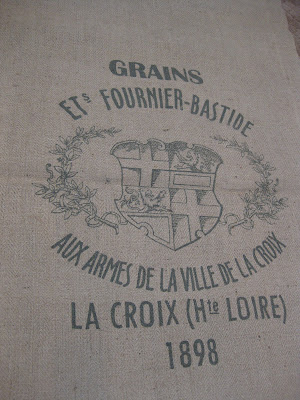 GRAINS
ETS FOURNIER-BASTIDE
AUX ARMES DE LA VILLE DE LA CROIX
LA CROIX (Hte LOIRE)
1898